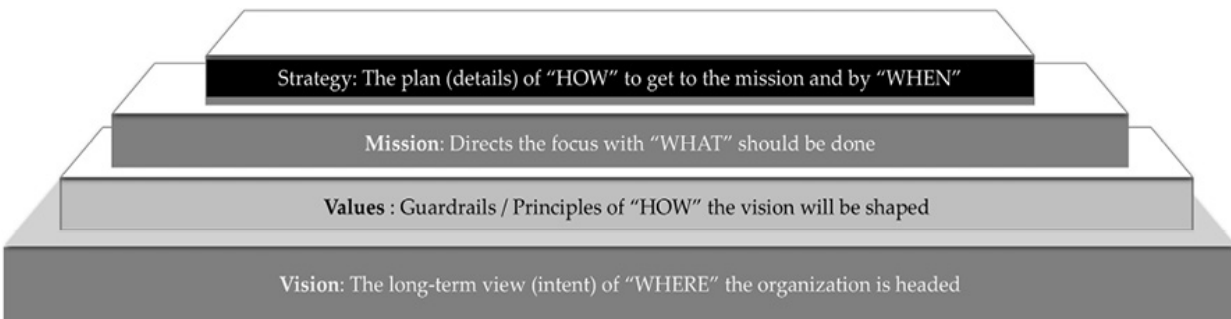 Strategy: The plan (details) of “HOW” to get to the mission and by “WHEN”
Mission: Directs the focus with “WHAT” should be done
Values : Guardrails / Principles of “HOW” the vision will be shaped
Vision: The long-term view (intent) of “WHERE” the organization is headed